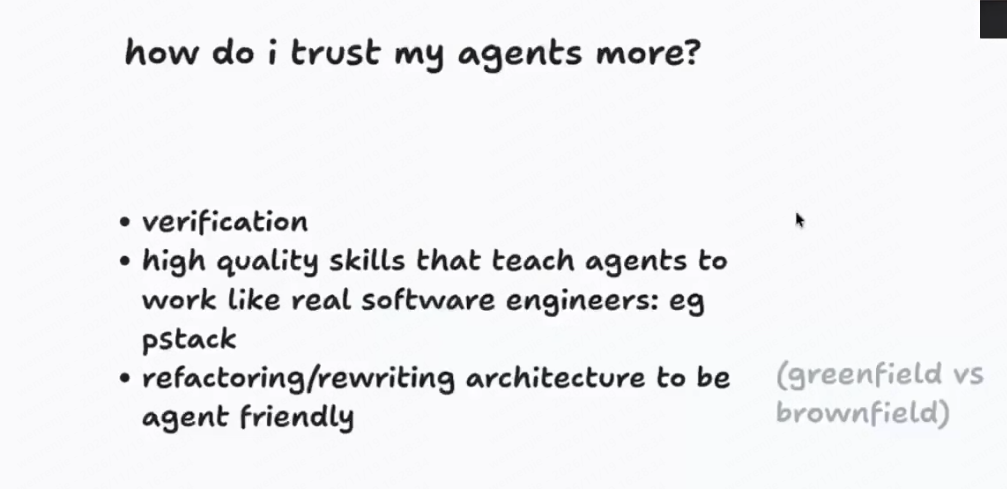 how do i trust my agents more?
• verification
• high quality skills that teach agents to
work like real software engineers: eg
pstack
• refactoring/rewriting architecture to be
agent friendly
(greenfield vs
brownfield)